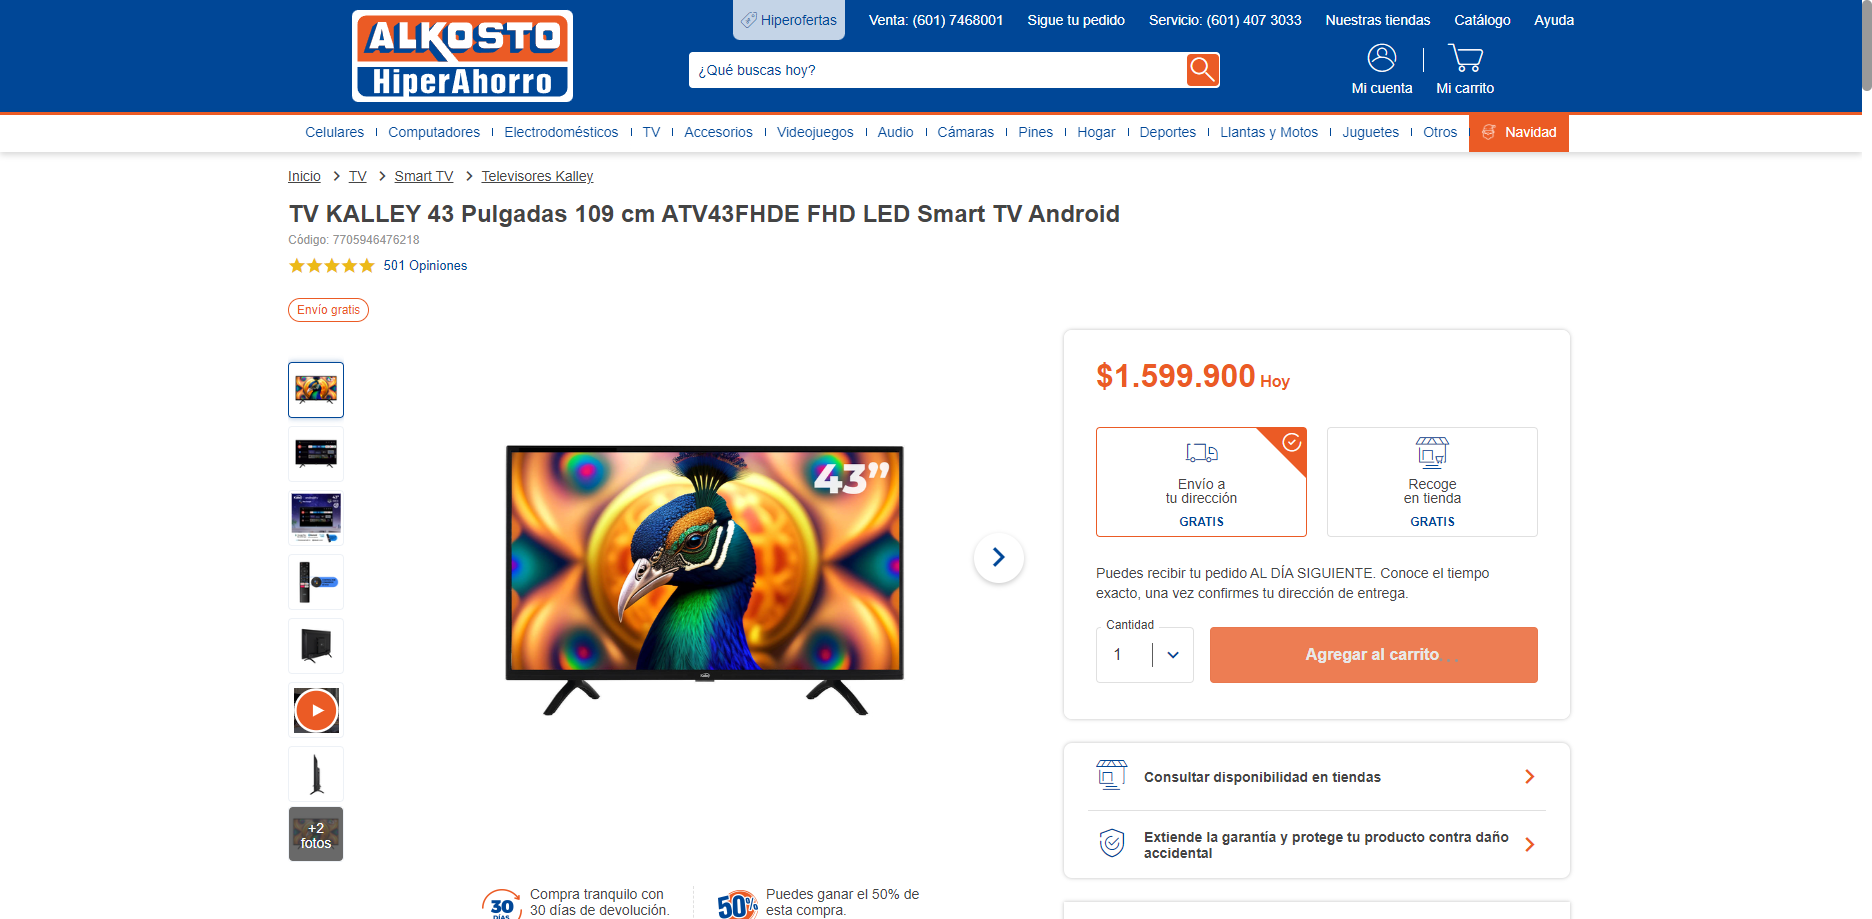 ALKOSTO
HiperAhorro
Hiperofertas
Venta: (601) 7468001
Sigue tu pedido
Servicio: (601) 407 3033
Nuestras tiendas
Catálogo
Ayuda
¿Qué buscas hoy?
Mi cuenta
Mi carrito
Celulares
Computadores
Electrodomésticos
TV
Accesorios
Videojuegos
Audio
Cámaras
Pines
Hogar
Deportes
Llantas y Motos
Juguetes
Otros
Navidad
Inicio > TV > Smart TV > Televisores Kalley
TV KALLEY 43 Pulgadas 109 cm ATV43FHDE FHD LED Smart TV Android
Código: 7705946476218
501 Opiniones
Envío gratis
43”
+2
fotos
$1.599.900 Hoy
Envío a
tu dirección
GRATIS
Recoge
en tienda
GRATIS
Puedes recibir tu pedido AL DÍA SIGUIENTE. Conoce el tiempo
exacto, una vez confirmes tu dirección de entrega.
Cantidad
1
Agregar al carrito
Consultar disponibilidad en tiendas
Extiende la garantía y protege tu producto contra daño
accidental
30
DÍAS
Compra tranquilo con
30 días de devolución.
50%
Puedes ganar el 50% de
esta compra.